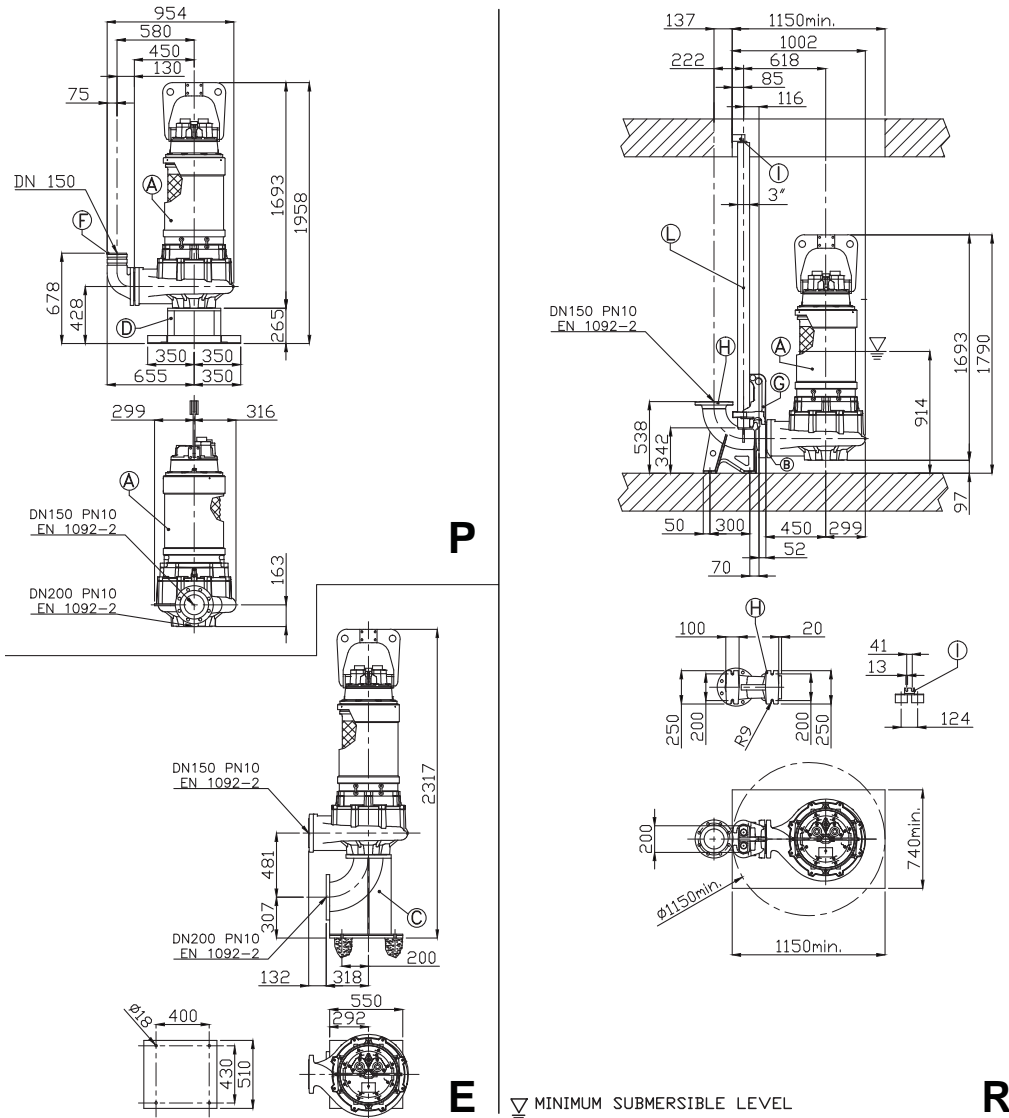 954
580
450
130
75
DN 150
A
F
1693
1958
678
428
D
265
350
350
655
350
299
316
A
DN150 PN10
EN 1092-2
DN200 PN10
EN 1092-2
163
P
DN150 PN10
EN 1092-2
2317
481
307
C
DN200 PN10
EN 1092-2
200
132
318
550
292
Ø18
400
430
510
E
137
1150min.
1002
222
618
85
116
I
3"
L
DN150 PN10
EN 1092-2
H
A
G
1693
1790
914
538
342
B
97
50
300
450
299
52
70
H
100
20
250
200
R9
200
250
41
13
I
124
200
740min.
Ø1150min.
1150min.
MINIMUM SUBMERSIBLE LEVEL
R